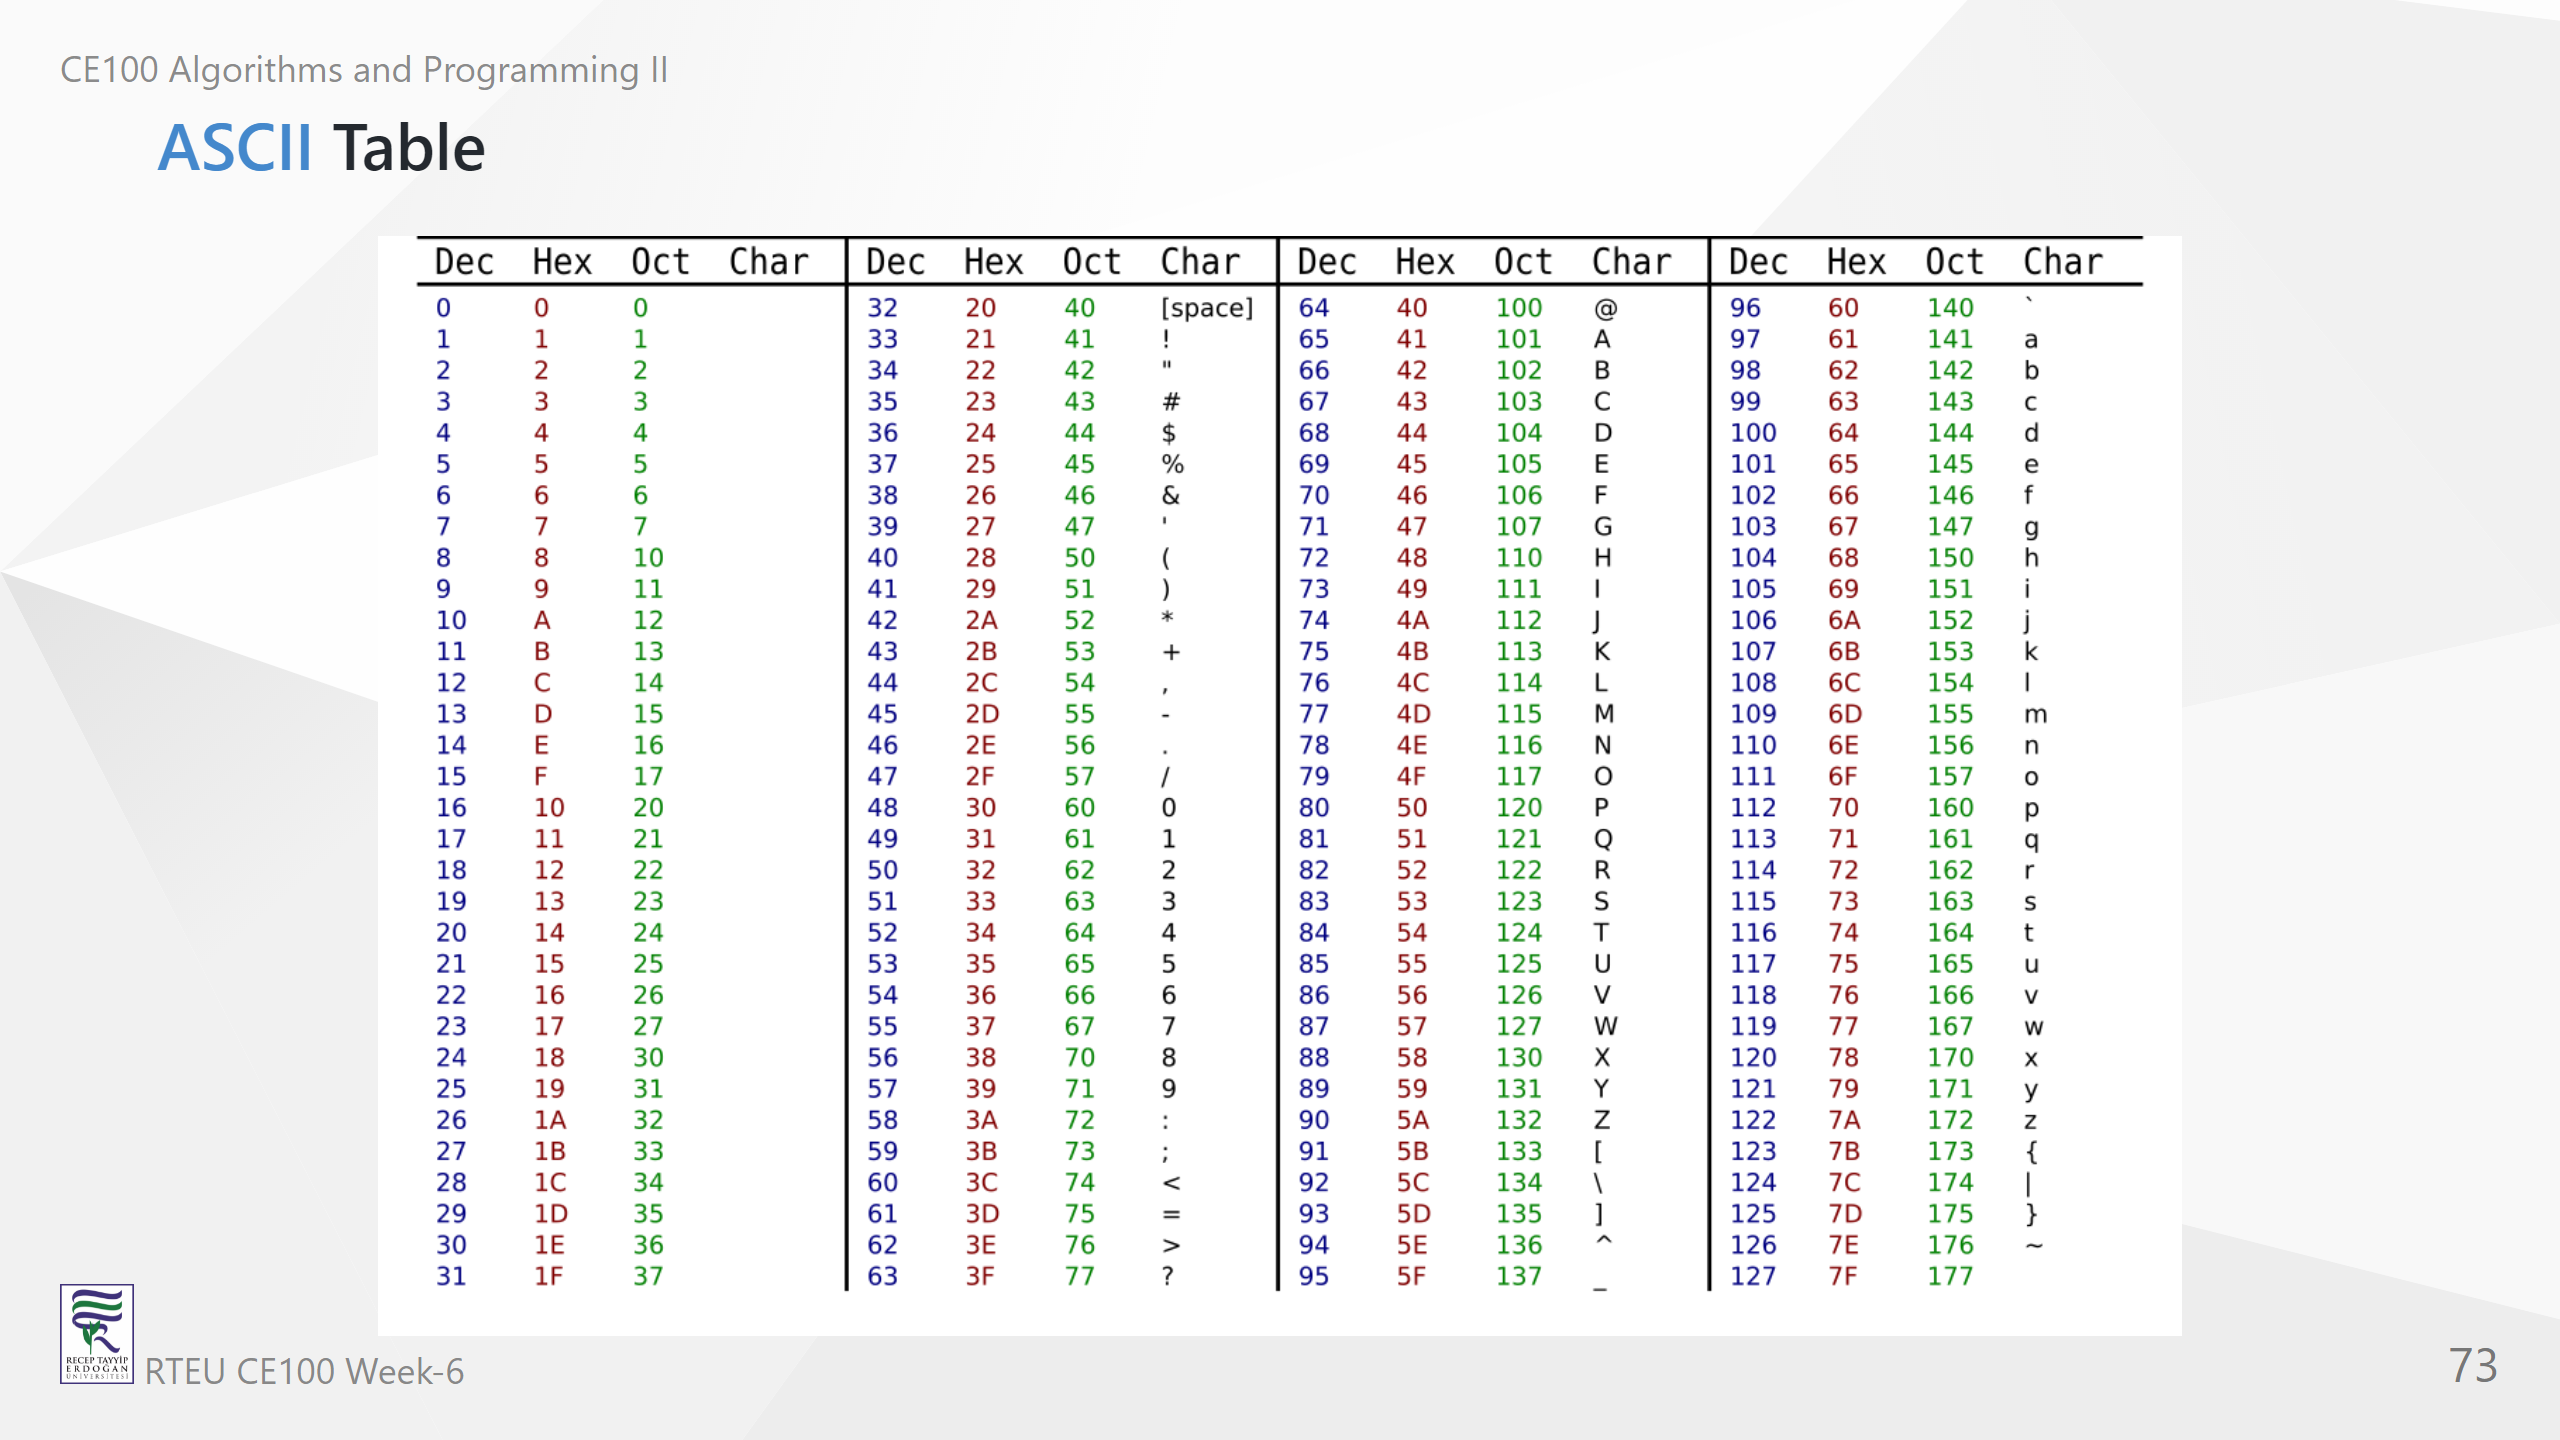 CE100 Algorithms and Programming II
ASCII Table
Dec Hex Oct Char Dec Hex Oct Char Dec Hex Oct Char Dec Hex Oct Char
0 0 0 32 20 40 [space] 64 40 100 @ 96 60 140 `
1 1 1 33 21 41 ! 65 41 101 A 97 61 141 a
2 2 2 34 22 42 " 66 42 102 B 98 62 142 b
3 3 3 35 23 43 # 67 43 103 C 99 63 143 c
4 4 4 36 24 44 $ 68 44 104 D 100 64 144 d
5 5 5 37 25 45 % 69 45 105 E 101 65 145 e
6 6 6 38 26 46 & 70 46 106 F 102 66 146 f
7 7 7 39 27 47 ' 71 47 107 G 103 67 147 g
8 8 10 40 28 50 ( 72 48 110 H 104 68 150 h
9 9 11 41 29 51 ) 73 49 111 I 105 69 151 i
10 A 12 42 2A 52 * 74 4A 112 J 106 6A 152 j
11 B 13 43 2B 53 + 75 4B 113 K 107 6B 153 k
12 C 14 44 2C 54 , 76 4C 114 L 108 6C 154 l
13 D 15 45 2D 55 - 77 4D 115 M 109 6D 155 m
14 E 16 46 2E 56 . 78 4E 116 N 110 6E 156 n
15 F 17 47 2F 57 / 79 4F 117 O 111 6F 157 o
16 10 20 48 30 60 0 80 50 120 P 112 70 160 p
17 11 21 49 31 61 1 81 51 121 Q 113 71 161 q
18 12 22 50 32 62 2 82 52 122 R 114 72 162 r
19 13 23 51 33 63 3 83 53 123 S 115 73 163 s
20 14 24 52 34 64 4 84 54 124 T 116 74 164 t
21 15 25 53 35 65 5 85 55 125 U 117 75 165 u
22 16 26 54 36 66 6 86 56 126 V 118 76 166 v
23 17 27 55 37 67 7 87 57 127 W 119 77 167 w
24 18 30 56 38 70 8 88 58 130 X 120 78 170 x
25 19 31 57 39 71 9 89 59 131 Y 121 79 171 y
26 1A 32 58 3A 72 : 90 5A 132 Z 122 7A 172 z
27 1B 33 59 3B 73 ; 91 5B 133 [ 123 7B 173 {
28 1C 34 60 3C 74 < 92 5C 134 \ 124 7C 174 |
29 1D 35 61 3D 75 = 93 5D 135 ] 125 7D 175 }
30 1E 36 62 3E 76 > 94 5E 136 ^ 126 7E 176 ~
31 1F 37 63 3F 77 ? 95 5F 137 _ 127 7F 177
RECEP TAYYİP
ERDOĞAN
ÜNİVERSİTESİ
RTEU CE100 Week-6
73